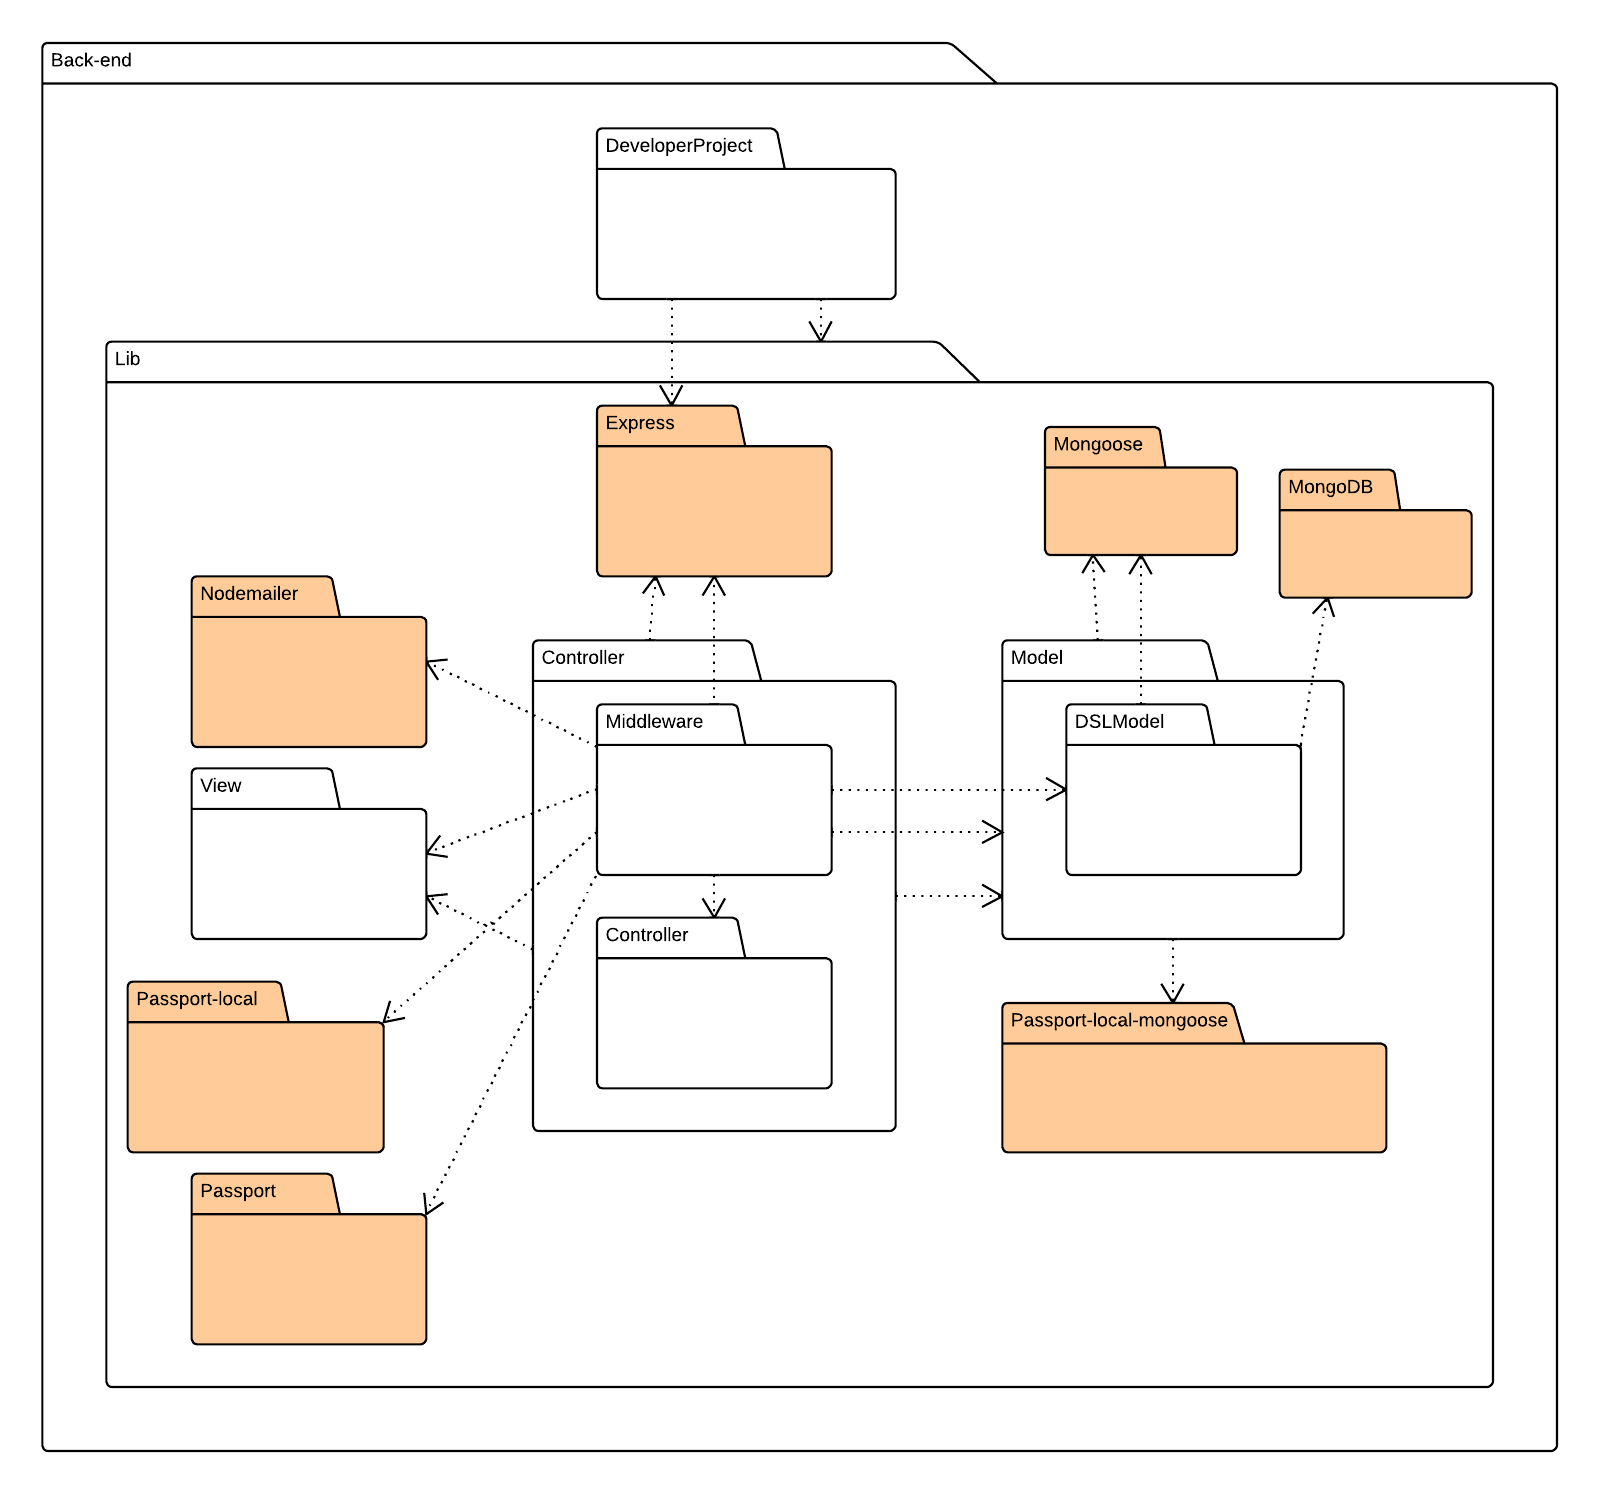 Back-end
DeveloperProject
Lib
Express
Mongoose
MongoDB
Nodemailer
Controller
Model
Middleware
DSLModel
View
Controller
Passport-local
Passport-local-mongoose
Passport